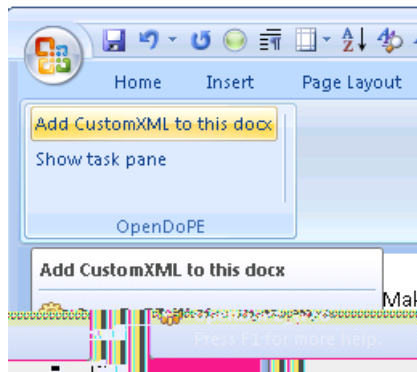 Home Insert Page Layout
Add CustomXML to this docx
Show task pane
OpenDoPE
Add CustomXML to this docx
Mak
Press F1 for more help.